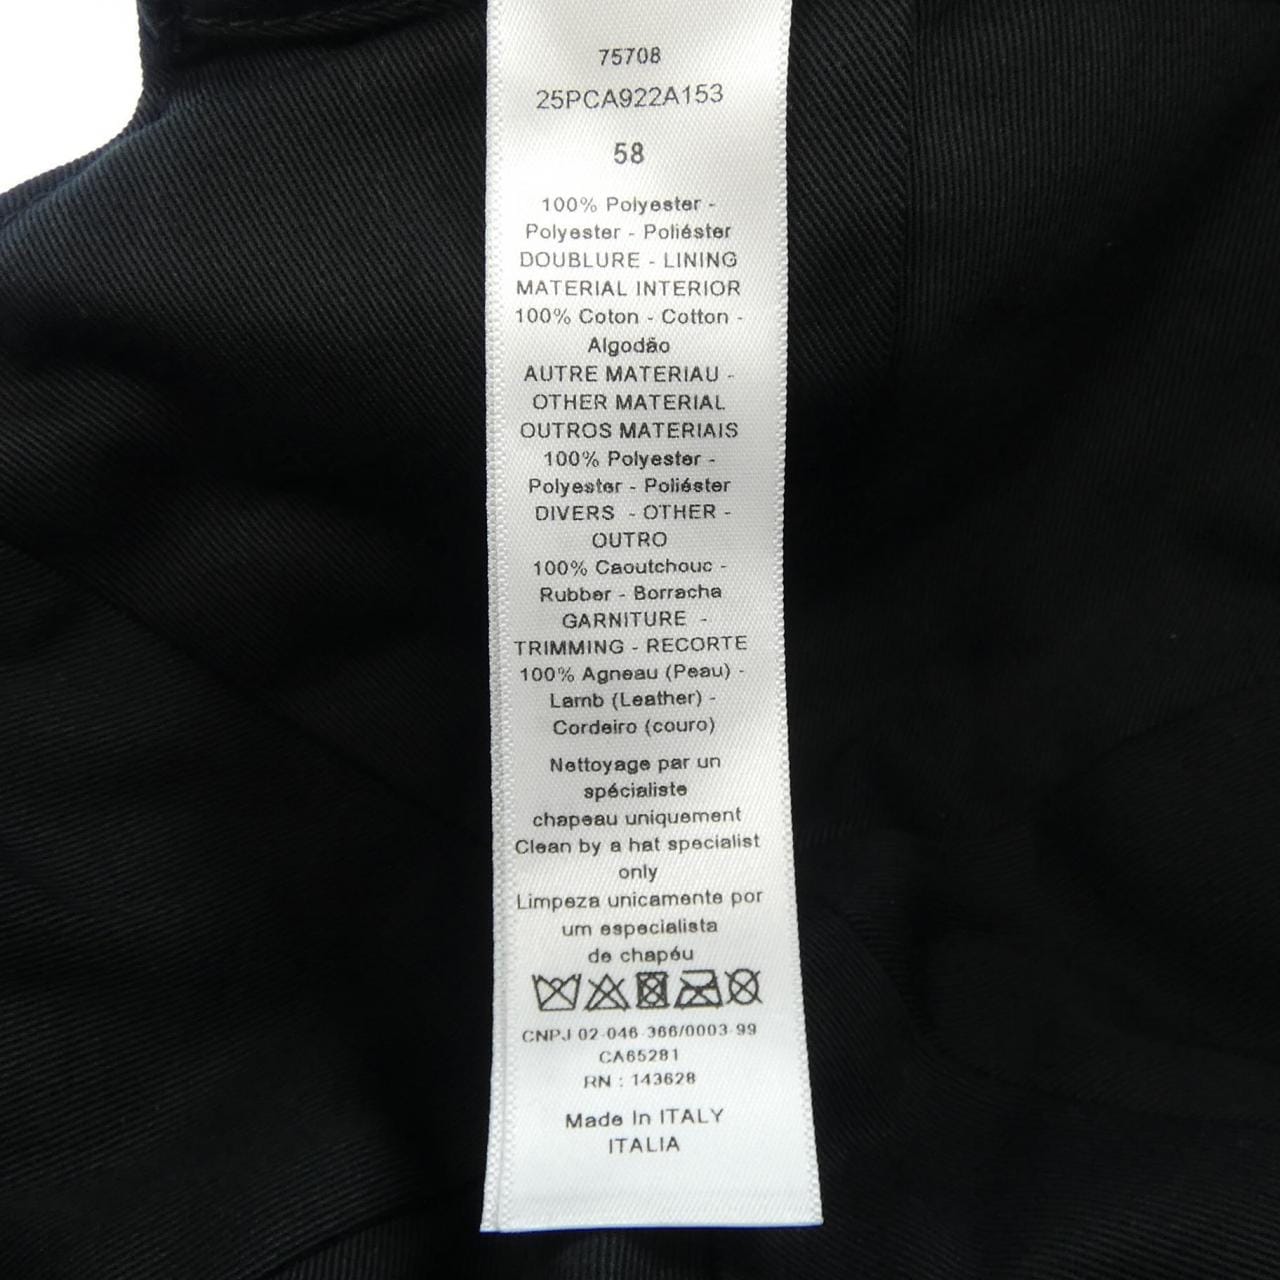 75708
25PCA922A153
58
100% Polyester -
Polyester - Poliéster
DOUBLURE - LINING
MATERIAL INTERIOR
100% Coton - Cotton -
Algodão
AUTRE MATERIAU -
OTHER MATERIAL
OUTROS MATERIAIS
100% Polyester -
Polyester - Poliéster
DIVERS - OTHER -
OUTRO
100% Caoutchouc -
Rubber - Borracha
GARNITURE -
TRIMMING - RECORTE
100% Agneau (Peau) -
Lamb (Leather) -
Cordeiro (couro)
Nettoyage par un
spécialiste
chapeau uniquement
Clean by a hat specialist
only
Limpeza unicamente por
um especialista
de chapéu
CNPJ 02-046-366/0003-99
CA65281
RN : 143628
Made In ITALY
ITALIA